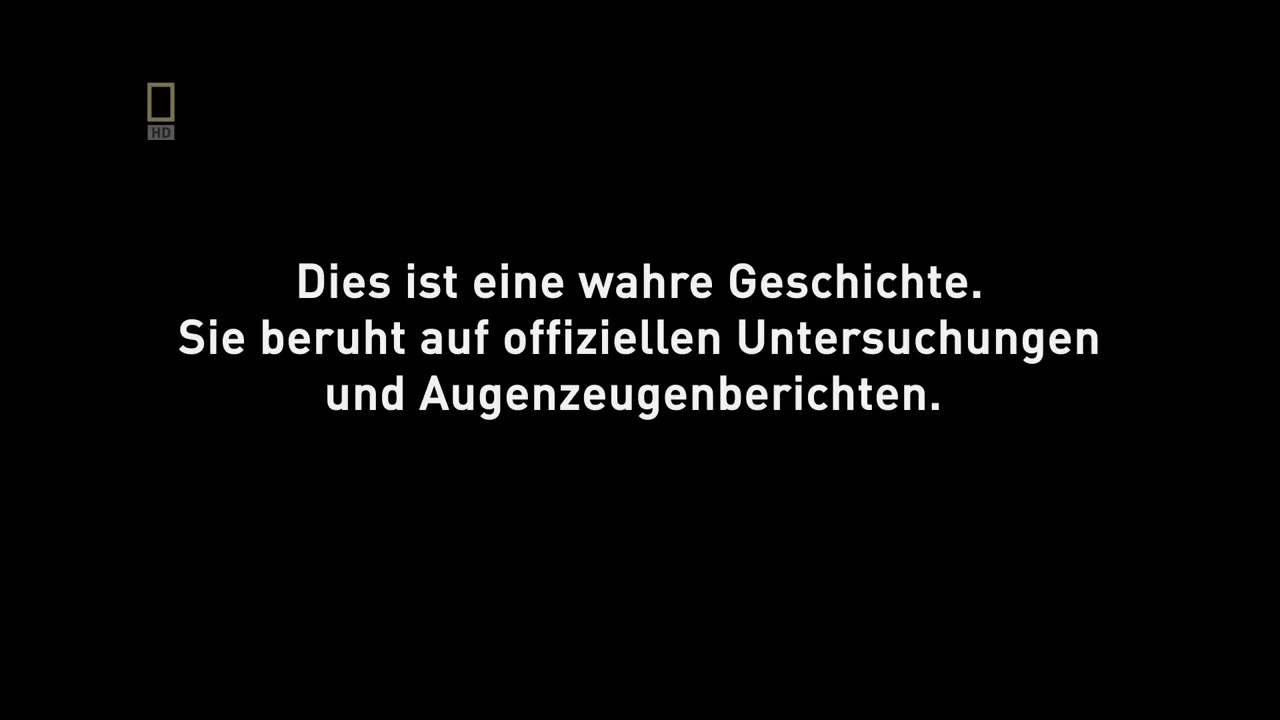 HD
Dies ist eine wahre Geschichte.
Sie beruht auf offiziellen Untersuchungen
und Augenzeugenberichten.